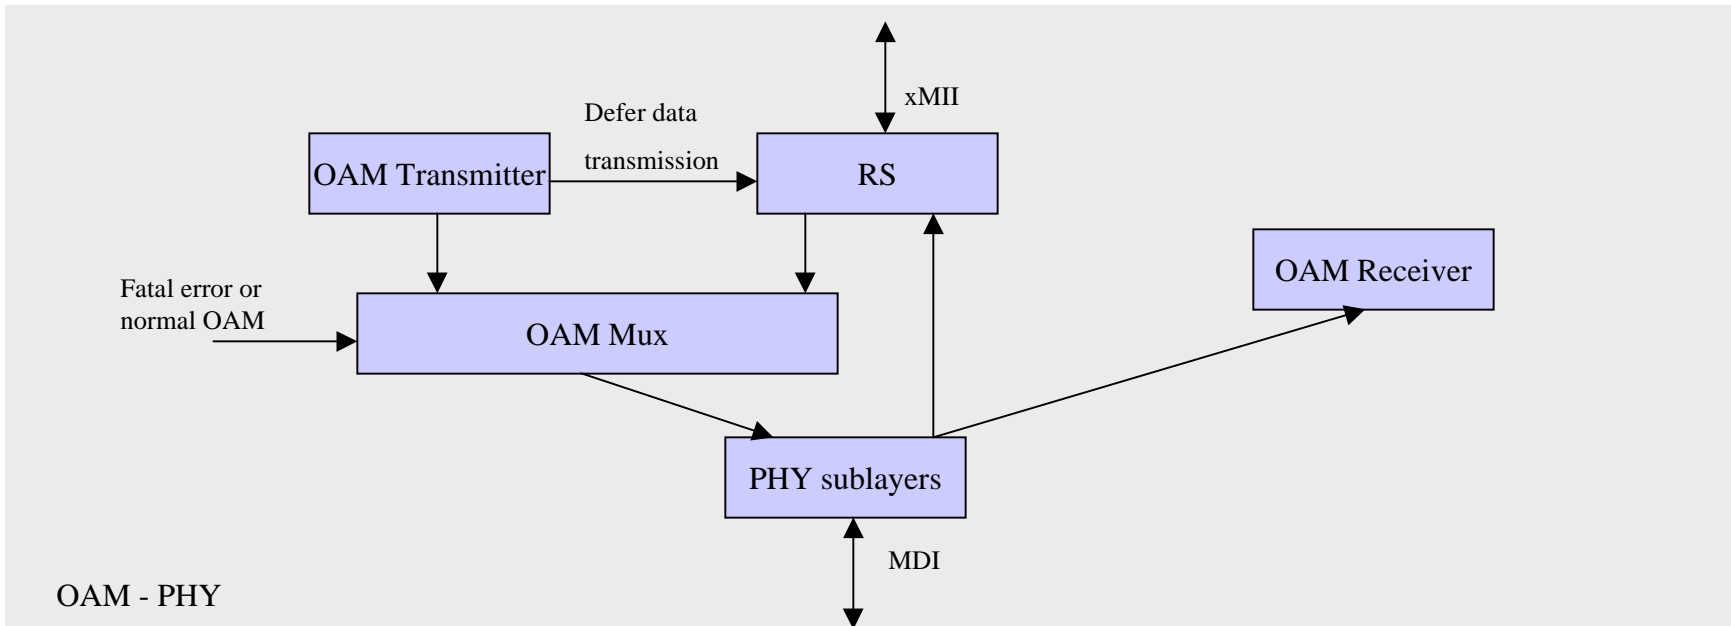 xMII
Defer data
transmission
OAM Transmitter
RS
OAM Receiver
Fatal error or
normal OAM
OAM Mux
PHY sublayers
MDI
OAM - PHY